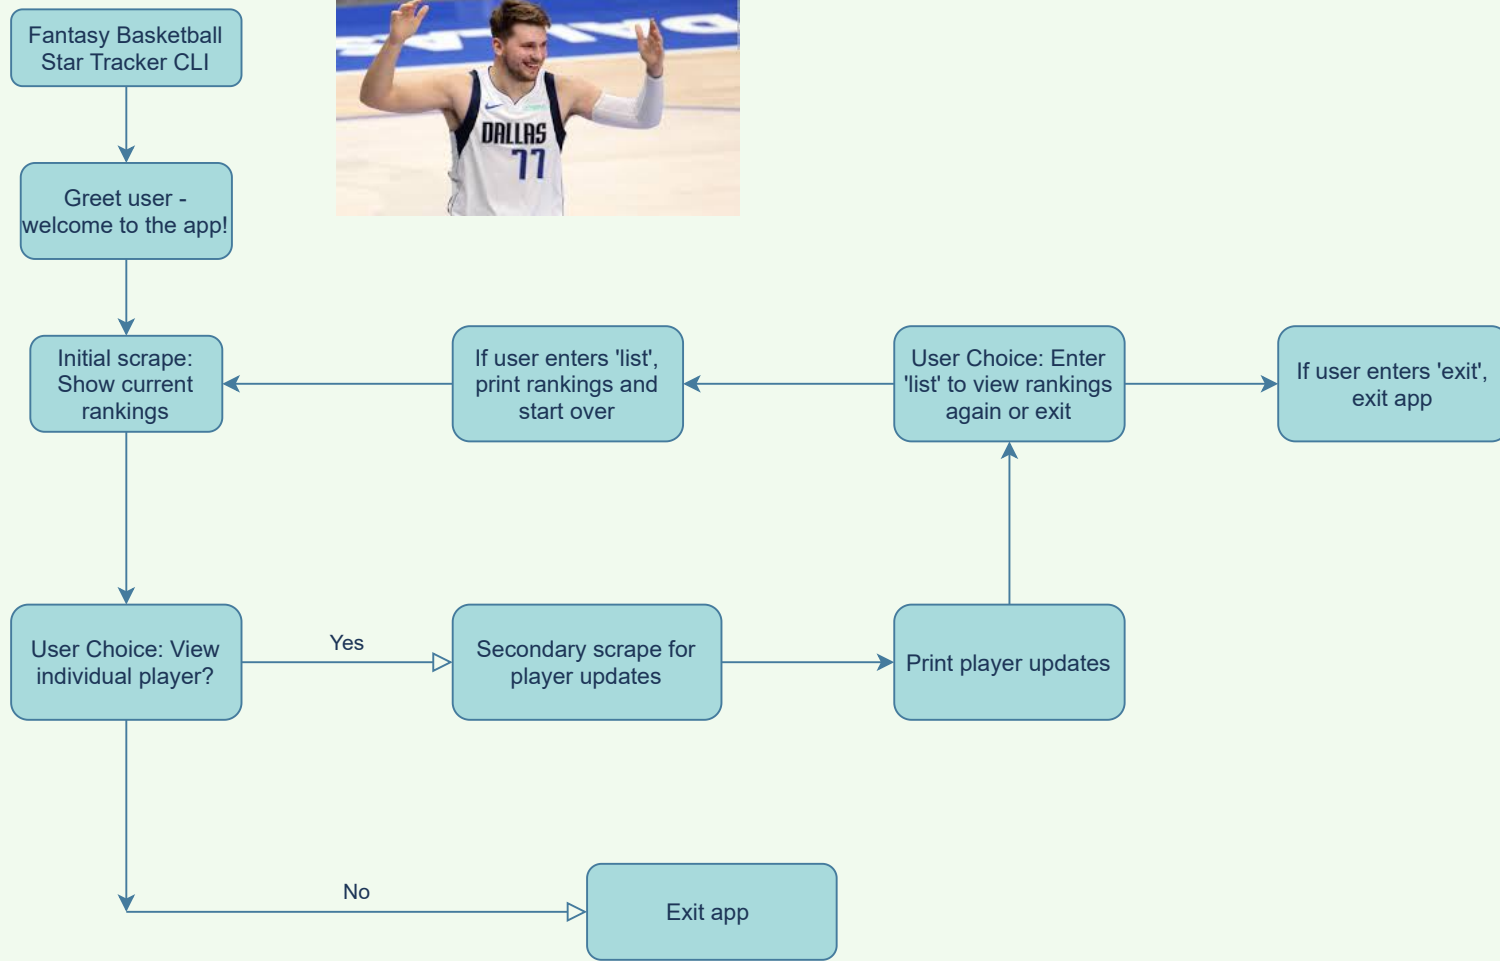 Fantasy Basketball
Star Tracker CLI
DALLAS
DALLAS
77
Greet user -
welcome to the app!
Initial scrape:
Show current
rankings
If user enters 'list',
print rankings and
start over
User Choice: Enter
'list' to view rankings
again or exit
If user enters 'exit',
exit app
User Choice: View
individual player?
Yes
Secondary scrape for
player updates
Print player updates
No
Exit app